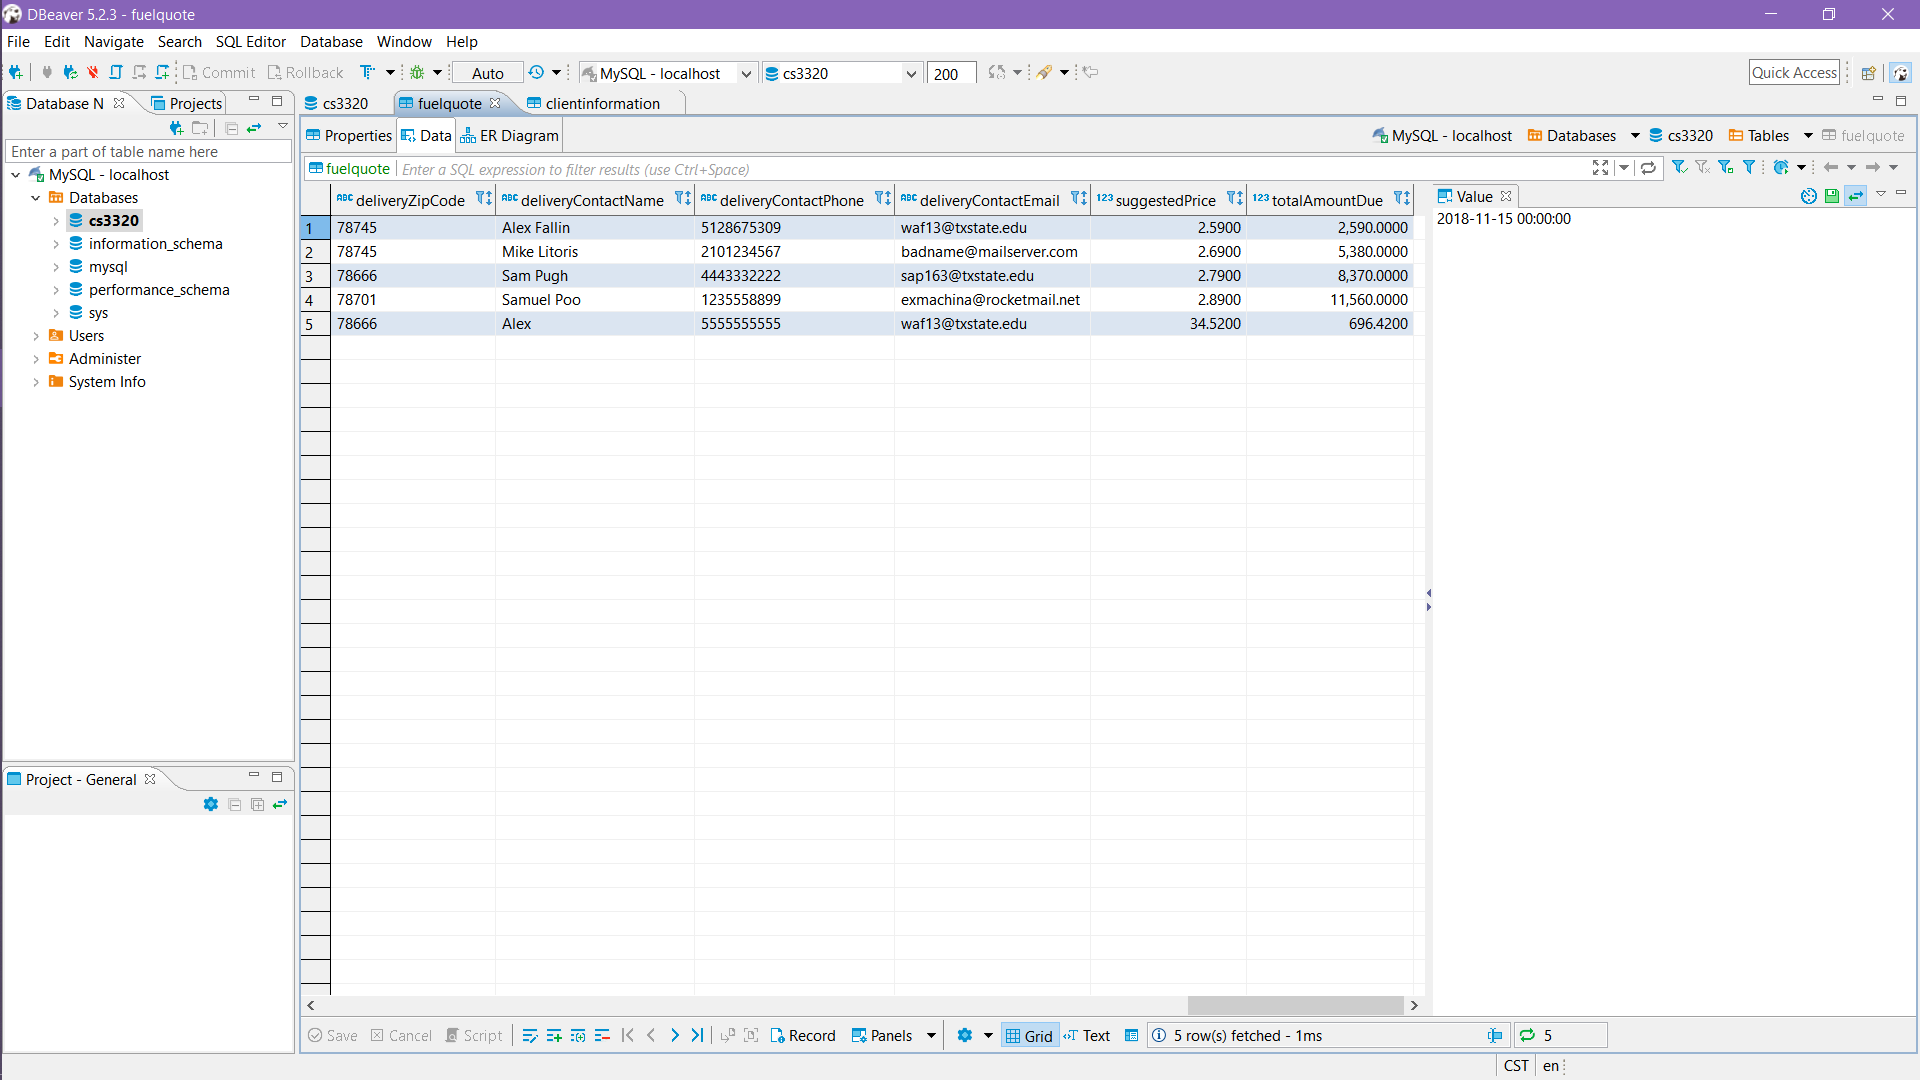 DBeaver 5.2.3 - fuelquote
File Edit Navigate Search SQL Editor Database Window Help
Commit Rollback Auto MySQL - localhost cs3320 200 Quick Access
Database N Projects cs3320 fuelquote clientinformation
Properties Data ER Diagram MySQL - localhost Databases cs3320 Tables fuelquote
Enter a part of table name here
fuelquote Enter a SQL expression to filter results (use Ctrl+Space)
MySQL - localhost
Databases
cs3320
information_schema
mysql
performance_schema
sys
Users
Administer
System Info
ABC deliveryZipCode ABC deliveryContactName ABC deliveryContactPhone ABC deliveryContactEmail 123 suggestedPrice 123 totalAmountDue
1 78745 Alex Fallin 5128675309 waf13@txstate.edu 2.5900 2,590.0000
2 78745 Mike Litoris 2101234567 badname@mailserver.com 2.6900 5,380.0000
3 78666 Sam Pugh 4443332222 sap163@txstate.edu 2.7900 8,370.0000
4 78701 Samuel Poo 1235558899 exmachina@rocketmail.net 2.8900 11,560.0000
5 78666 Alex 5555555555 waf13@txstate.edu 34.5200 696.4200
Value
2018-11-15 00:00:00
Project - General
Save Cancel Script Record Panels Grid Text 5 row(s) fetched - 1ms 5
CST en